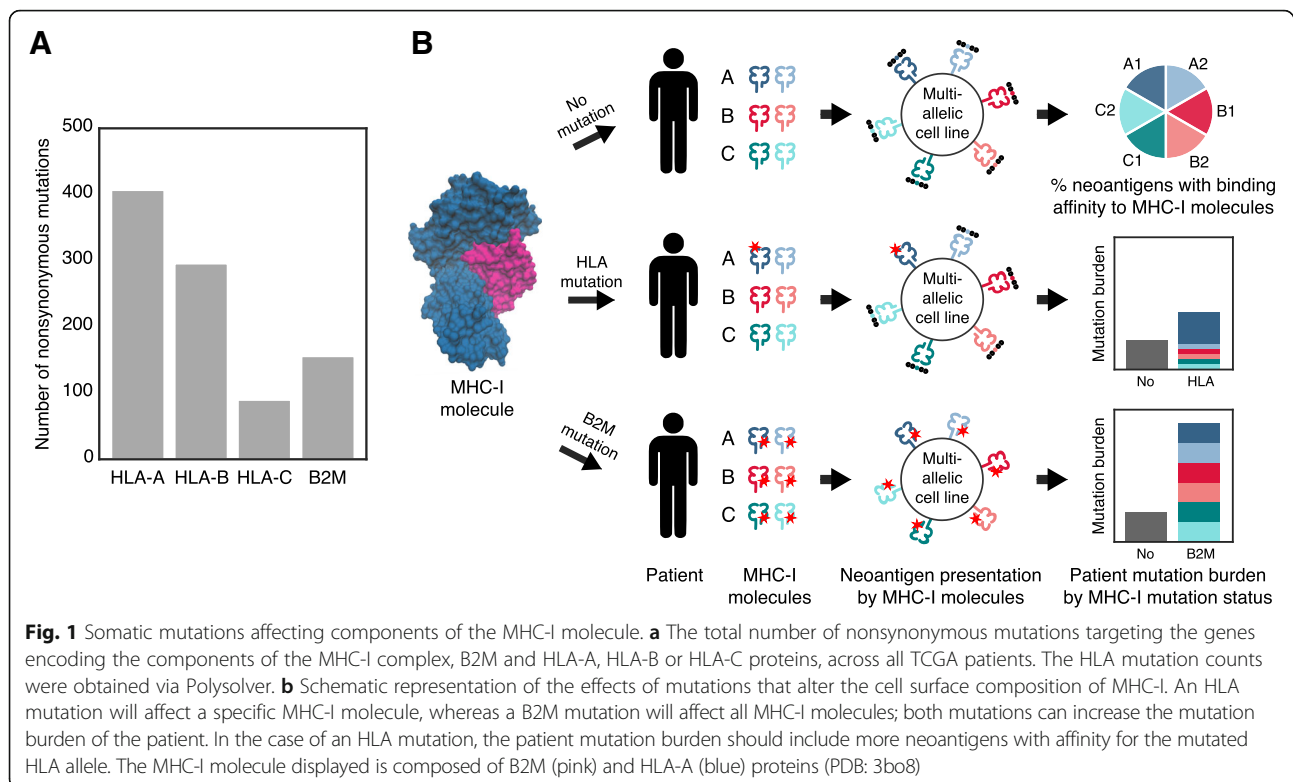 A
Number of nonsynonymous mutations
500
400
300
200
100
0
HLA-A HLA-B HLA-C B2M
B
MHC-I
molecule
No
mutation
A
B
C
Multi-
allelic
cell line
A1 A2
C2 B1
C1 B2
% neoantigens with binding
affinity to MHC-I molecules
HLA
mutation
A
B
C
Multi-
allelic
cell line
Mutation burden
No HLA
B2M
mutation
A
B
C
Multi-
allelic
cell line
Mutation burden
No B2M
Patient
MHC-I
molecules
Neoantigen presentation
by MHC-I molecules
Patient mutation burden
by MHC-I mutation status
Fig. 1 Somatic mutations affecting components of the MHC-I molecule. a The total number of nonsynonymous mutations targeting the genes
encoding the components of the MHC-I complex, B2M and HLA-A, HLA-B or HLA-C proteins, across all TCGA patients. The HLA mutation counts
were obtained via Polysolver. b Schematic representation of the effects of mutations that alter the cell surface composition of MHC-I. An HLA
mutation will affect a specific MHC-I molecule, whereas a B2M mutation will affect all MHC-I molecules; both mutations can increase the mutation
burden of the patient. In the case of an HLA mutation, the patient mutation burden should include more neoantigens with affinity for the mutated
HLA allele. The MHC-I molecule displayed is composed of B2M (pink) and HLA-A (blue) proteins (PDB: 3bo8)